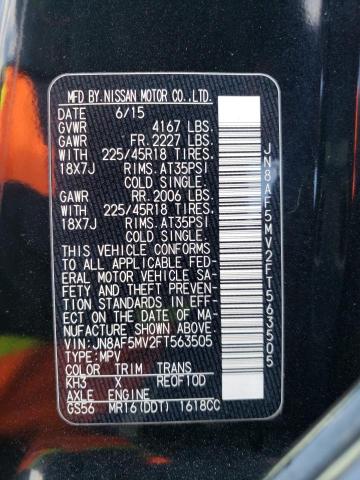 MFD BY.NISSAN MOTOR CO.,LTD.
DATE 6/15
GVWR 4167 LBS.
GAWR FR.2227 LBS.
WITH 225/45R18 TIRES.
18X7J RIMS.AT35PSI
COLD SINGLE.
GAWR RR.2006 LBS.
WITH 225/45R18 TIRES.
18X7J RIMS.AT35PSI
COLD SINGLE.
THIS VEHICLE CONFORMS
TO ALL APPLICABLE FED-
ERAL MOTOR VEHICLE SA-
FETY AND THEFT PREVEN-
TION STANDARDS IN EFF-
ECT ON THE DATE OF MA-
NUFACTURE SHOWN ABOVE.
VIN:JN8AF5MV2FT563505
TYPE:MPV
COLOR TRIM TRANS
KH3 X RE0F10D
AXLE ENGINE
GS56 MR16(DDT) 1618CC
JN8AF5MV2FT563505